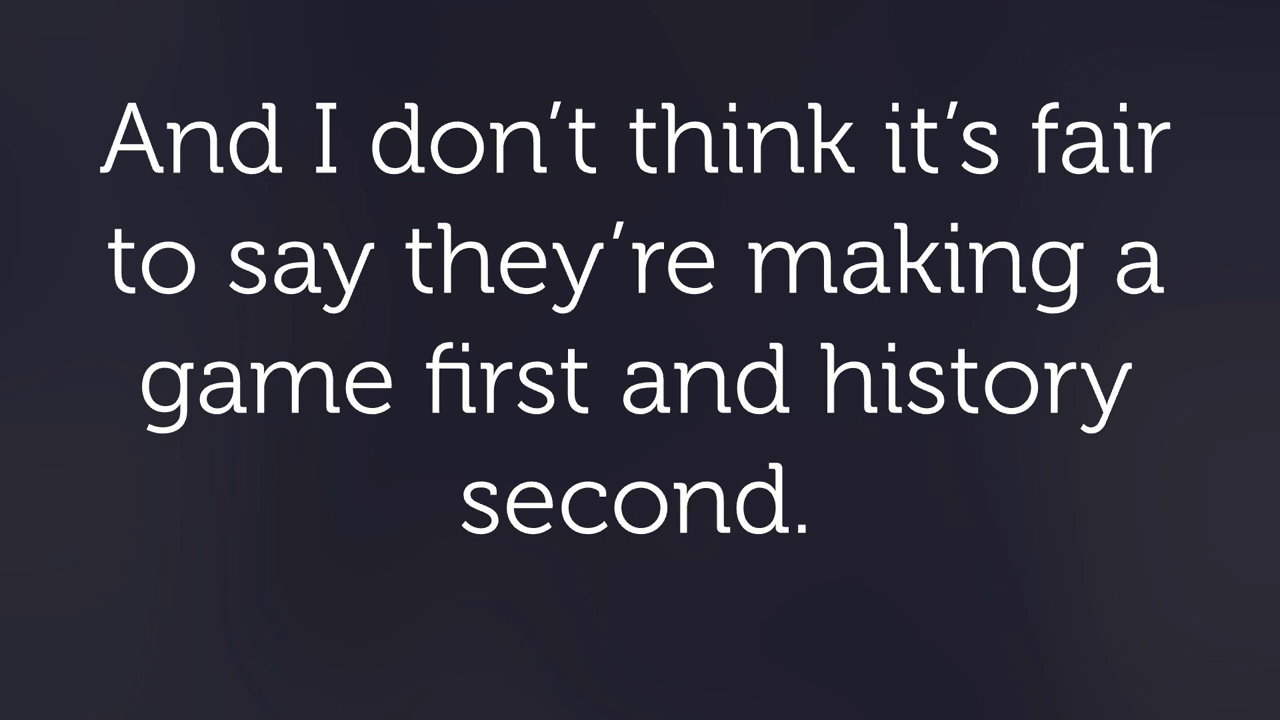 And I don’t think it’s fair
to say they’re making a
game first and history
second.